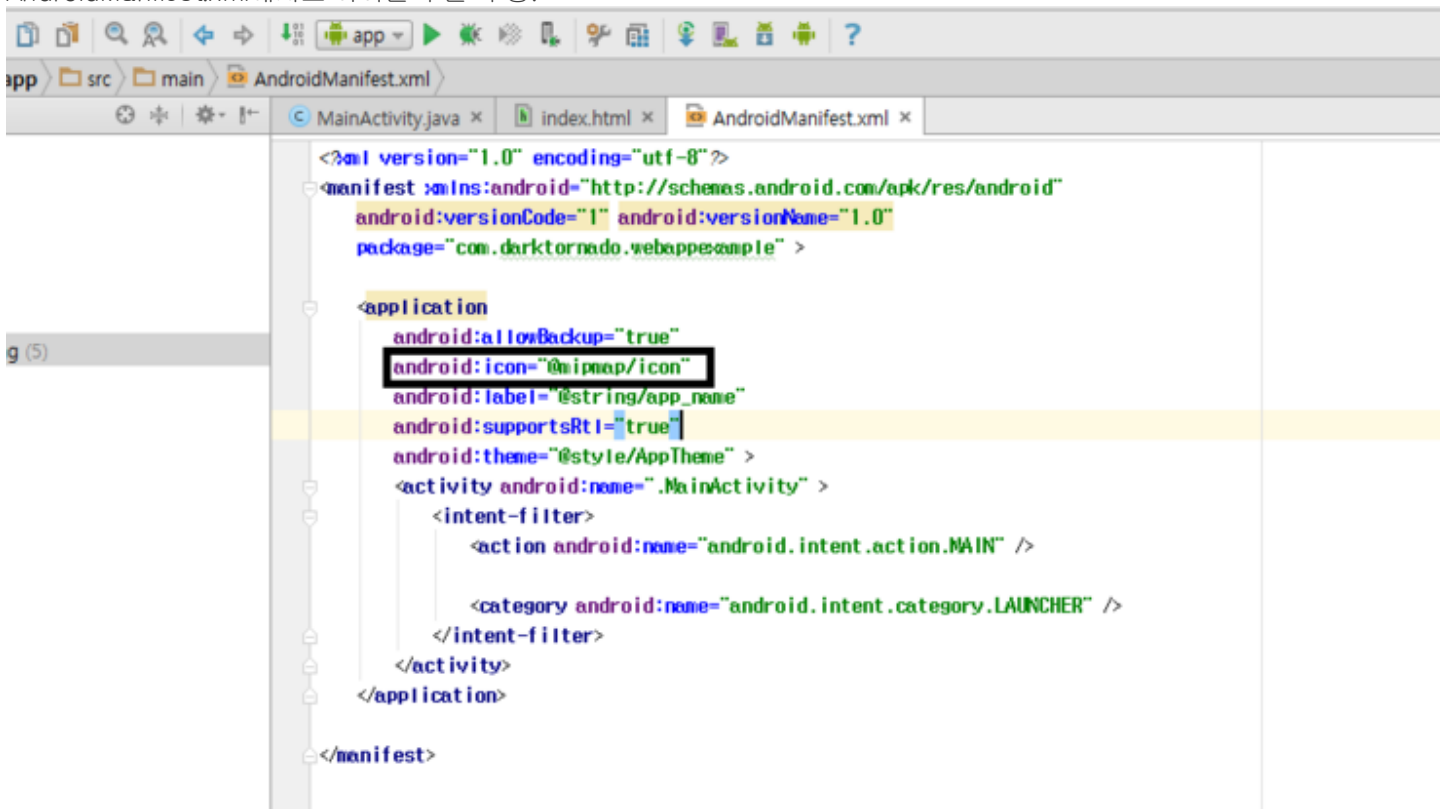 app
app src main AndroidManifest.xml
MainActivity.java index.html AndroidManifest.xml
<?xml version="1.0" encoding="utf-8"?>
<manifest xmlns:android="http://schemas.android.com/apk/res/android"
android:versionCode="1" android:versionName="1.0"
package="com.darktornado.webappexample" >
<application
android:allowBackup="true"
g (5)
android:icon="@mipmap/icon"
android:label="@string/app_name"
android:supportsRtl="true"
android:theme="@style/AppTheme" >
<activity android:name=".MainActivity" >
<intent-filter>
<action android:name="android.intent.action.MAIN" />
<category android:name="android.intent.category.LAUNCHER" />
</intent-filter>
</activity>
</application>
</manifest>